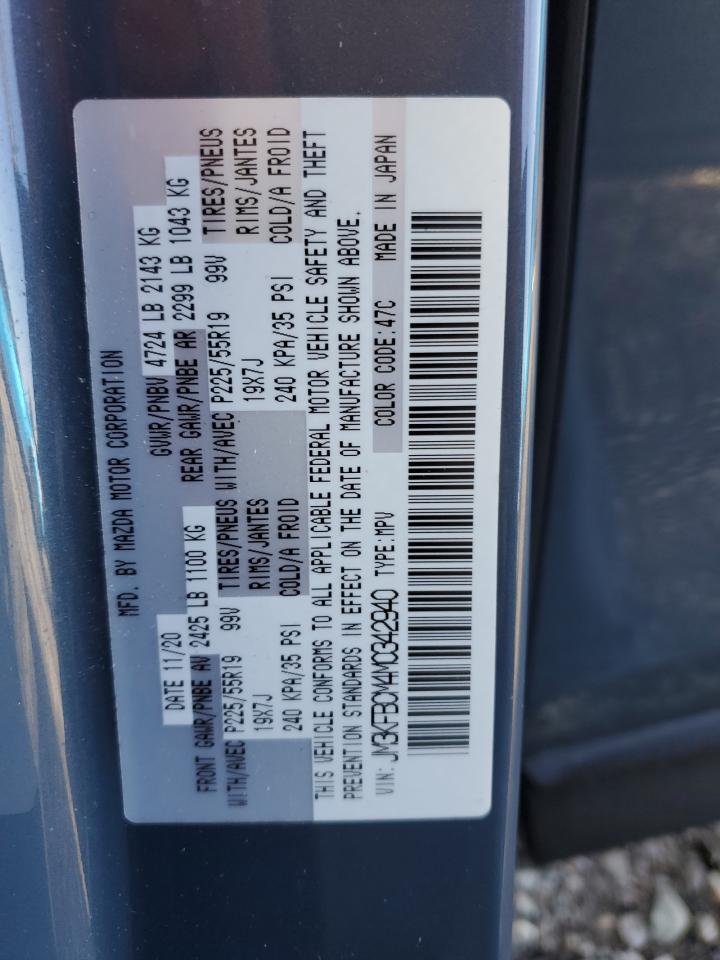 MFD. BY MAZDA MOTOR CORPORATION
DATE 11/20 GVWR/PNBV 4724 LB 2143 KG
FRONT GAWR/PNBE AV 2425 LB 1100 KG REAR GAWR/PNBE AR 2299 LB 1043 KG
WITH/AVEC P225/55R19 99V TIRES/PNEUS WITH/AVEC P225/55R19 99V TIRES/PNEUS
19X7J RIMS/JANTES 19X7J RIMS/JANTES
240 KPA/35 PSI COLD/A FROID 240 KPA/35 PSI COLD/A FROID
THIS VEHICLE CONFORMS TO ALL APPLICABLE FEDERAL MOTOR VEHICLE SAFETY AND THEFT
PREVENTION STANDARDS IN EFFECT ON THE DATE OF MANUFACTURE SHOWN ABOVE.
VIN: JM3KFBCM4M0342940 TYPE:MPV COLOR CODE:47C MADE IN JAPAN